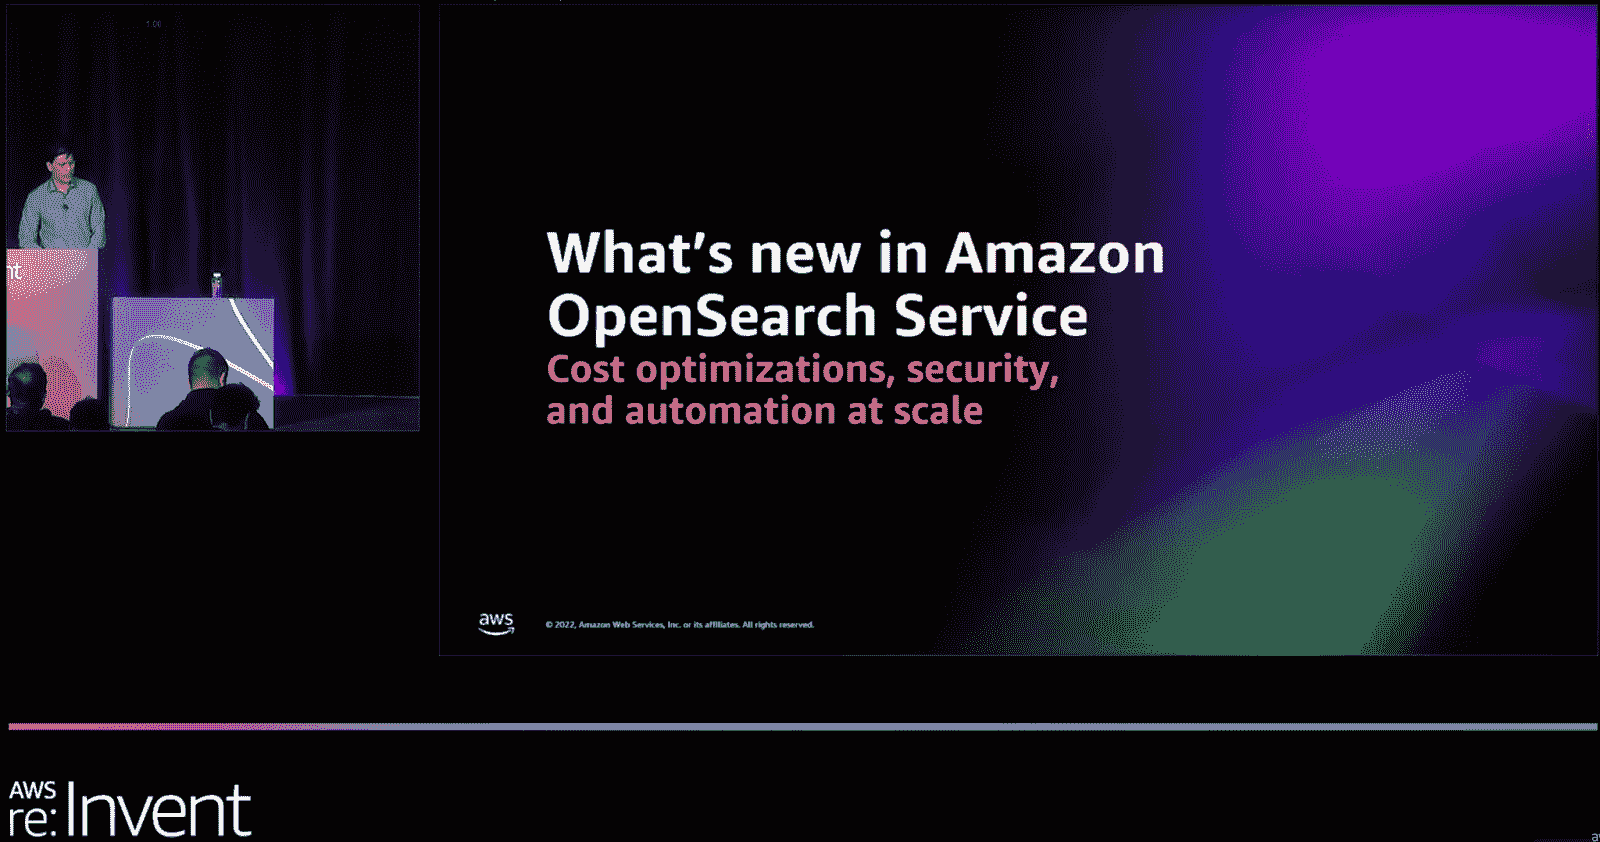 nt
What's new in Amazon
OpenSearch Service
Cost optimizations, security,
and automation at scale
aws
© 2022, Amazon Web Services, Inc. or its affiliates. All rights reserved.
AWS
re:Invent